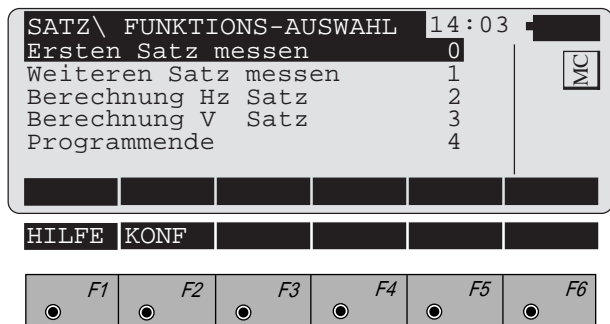 SATZ\ FUNKTIONS-AUSWAHL 14:03
Ersten Satz messen 0
MC
Weiteren Satz messen 1
Berechnung Hz Satz 2
Berechnung V Satz 3
Programmende 4
HILFE KONF
F1 F2 F3 F4 F5 F6